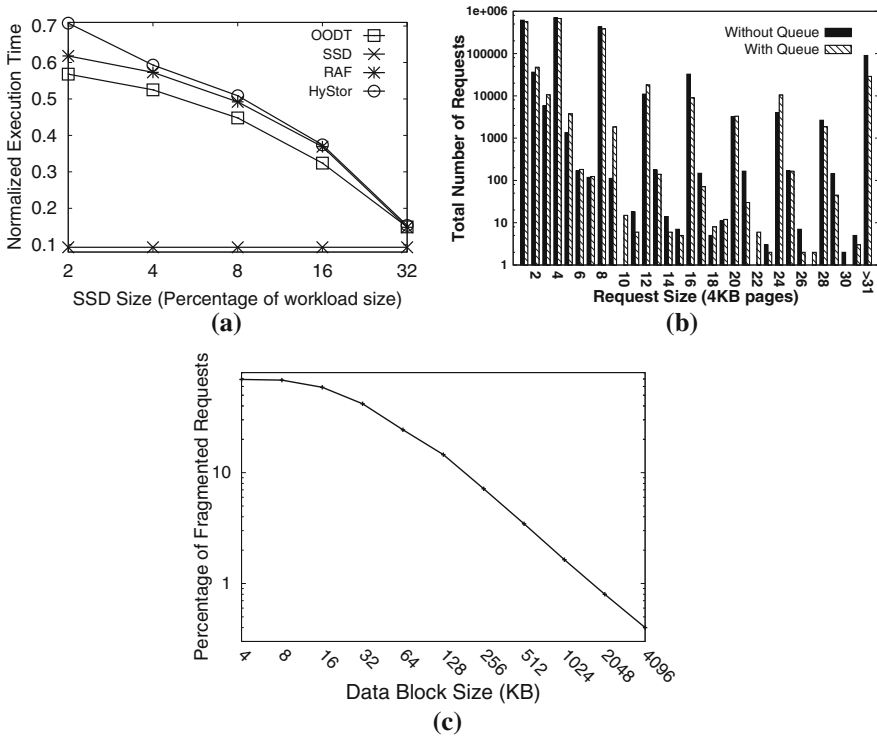 Normalized Execution Time
0.7
0.6
0.5
0.4
0.3
0.2
0.1
OODT
SSD
RAF
HyStor
2 4 8 16 32
SSD Size (Percentage of workload size)
(a)
Total Number of Requests
1e+006
100000
10000
1000
100
10
1
Without Queue
With Queue
2 4 6 8 10 12 14 16 18 20 22 24 26 28 30 >31
Request Size (4KB pages)
(b)
Percentage of Fragmented Requests
10
1
4 8 16 32 64 128 256 512 1024 2048 4096
Data Block Size (KB)
(c)